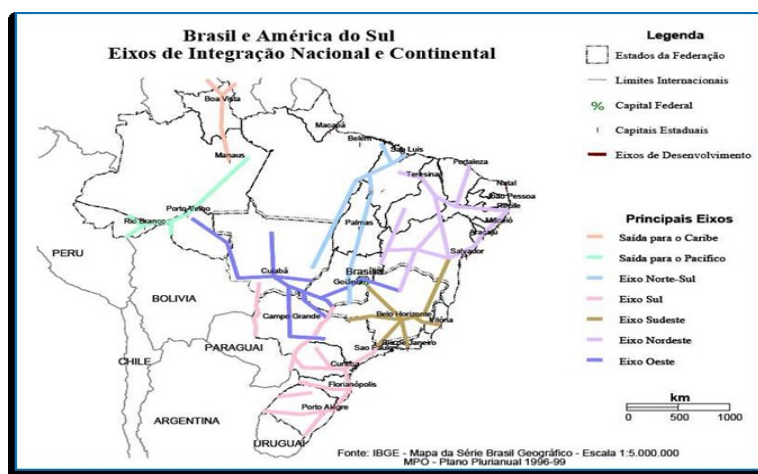 Brasil e América do Sul
Eixos de Integração Nacional e Continental
Legenda
Estados da Federação
Limites Internacionais
Capital Federal
Capitais Estaduais
Eixos de Desenvolvimento
Principais Eixos
Saída para o Caribe
Saída para o Pacífico
Eixo Norte-Sul
Eixo Sul
Eixo Sudeste
Eixo Nordeste
Eixo Oeste
km
0 500 1000
Boa Vista
Macapá
Belém
São Luis
Manaus
Teresina
Fortaleza
Natal
João Pessoa
Recife
Maceió
Aracaju
Porto Velho
Rio Branco
Palmas
Salvador
PERU
Cuiabá
Brasília
Goiânia
BOLIVIA
Campo Grande
Belo Horizonte
Vitória
PARAGUAI
Sao Paulo
Rio de Janeiro
CHILE
Curitiba
Florianópolis
Porto Alegre
ARGENTINA
URUGUAI
Fonte: IBGE - Mapa da Série Brasil Geográfico - Escala 1:5.000.000
MPO - Plano Plurianual 1996-99